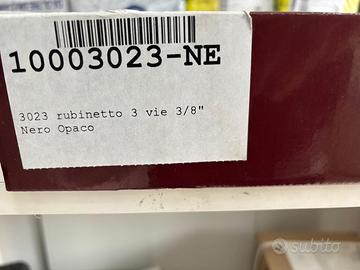 10003023-NE
3023 rubinetto 3 vie 3/8"
Nero Opaco
subito